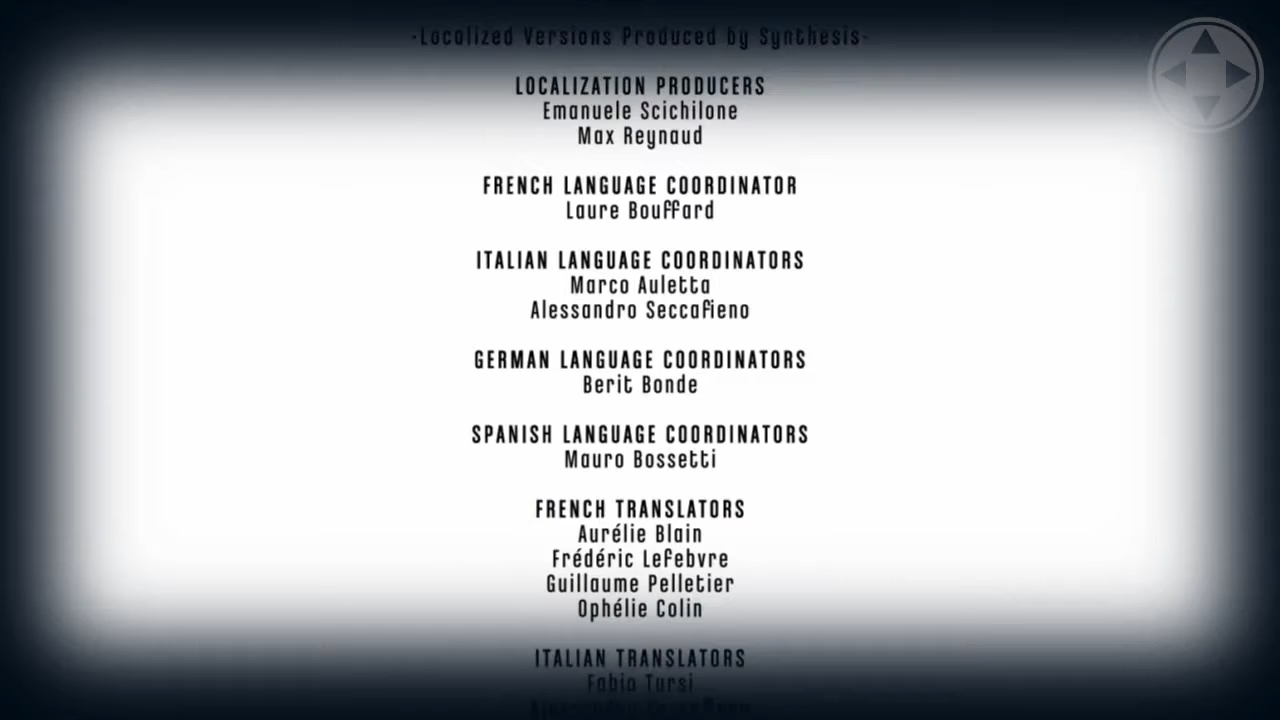 -Localized Versions Produced by Synthesis-
LOCALIZATION PRODUCERS
Emanuele Scichilone
Max Reynaud
FRENCH LANGUAGE COORDINATOR
Laure Bouffard
ITALIAN LANGUAGE COORDINATORS
Marco Auletta
Alessandro Seccafieno
GERMAN LANGUAGE COORDINATORS
Berit Bonde
SPANISH LANGUAGE COORDINATORS
Mauro Bossetti
FRENCH TRANSLATORS
Aurélie Blain
Frédéric Lefebvre
Guillaume Pelletier
Ophélie Colin
ITALIAN TRANSLATORS
Fabio Tursi